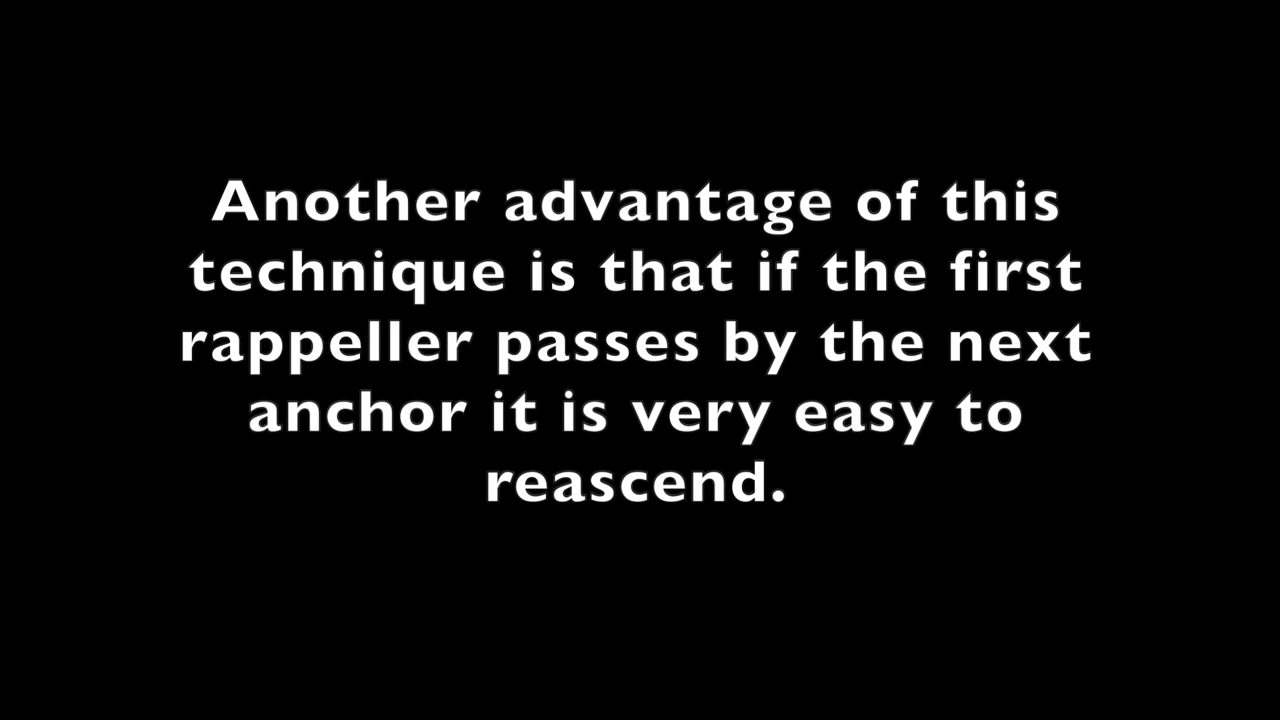 Another advantage of this
technique is that if the first
rappeller passes by the next
anchor it is very easy to
reascend.